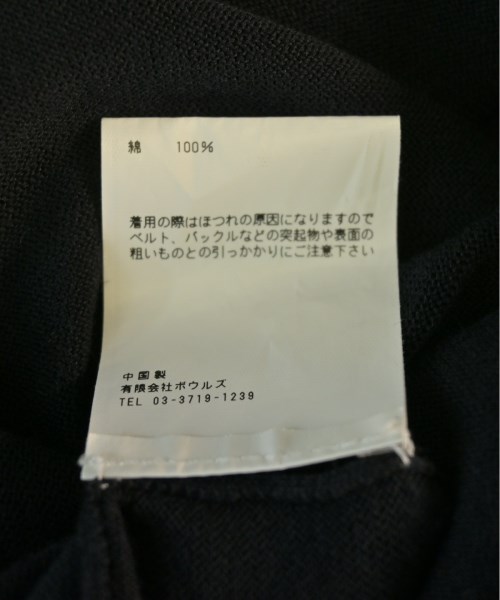 綿 100%
着用の際はほつれの原因になりますので
ベルト、バックルなどの突起物や表面の
粗いものとの引っかかりにご注意下さい
中国製
有限会社ボウルズ
TEL 03-3719-1239